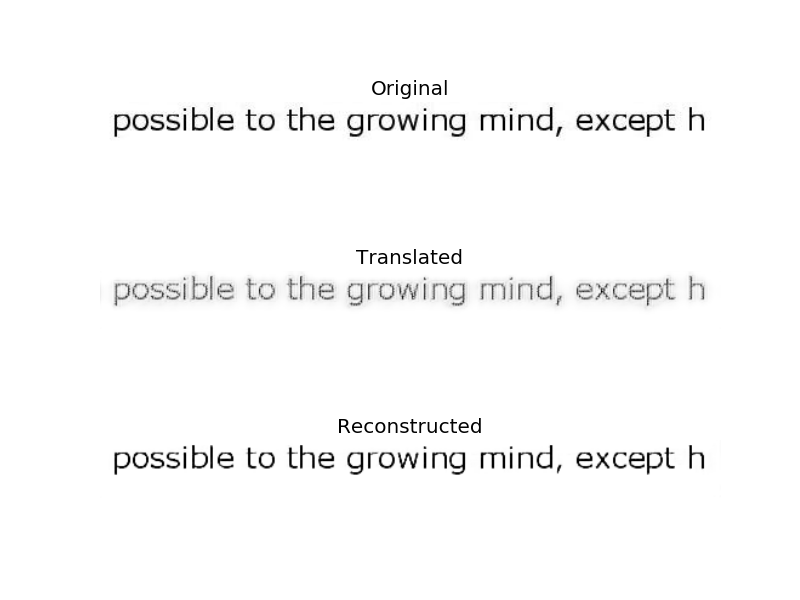 Original
possible to the growing mind, except h
Translated
possible to the growing mind, except h
Reconstructed
possible to the growing mind, except h